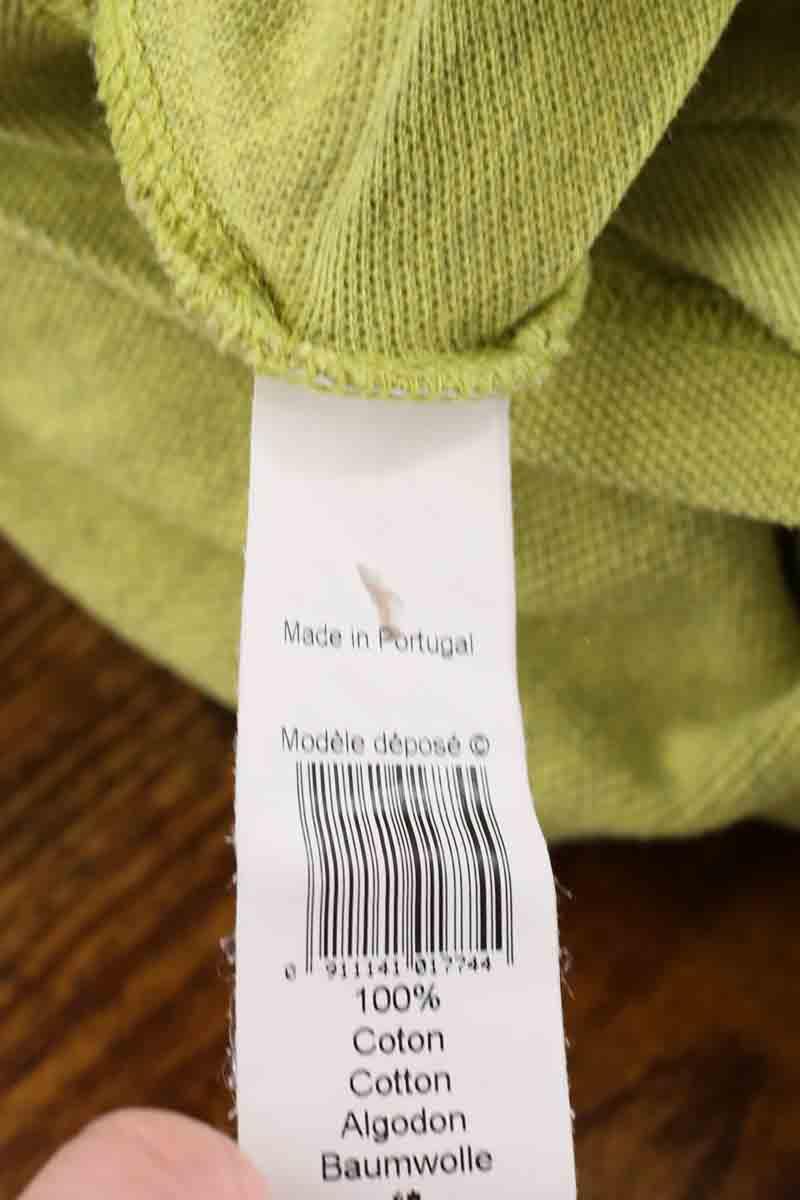 Made in Portugal
Modèle déposé ©
0 911141 017744
100%
Coton
Cotton
Algodon
Baumwolle